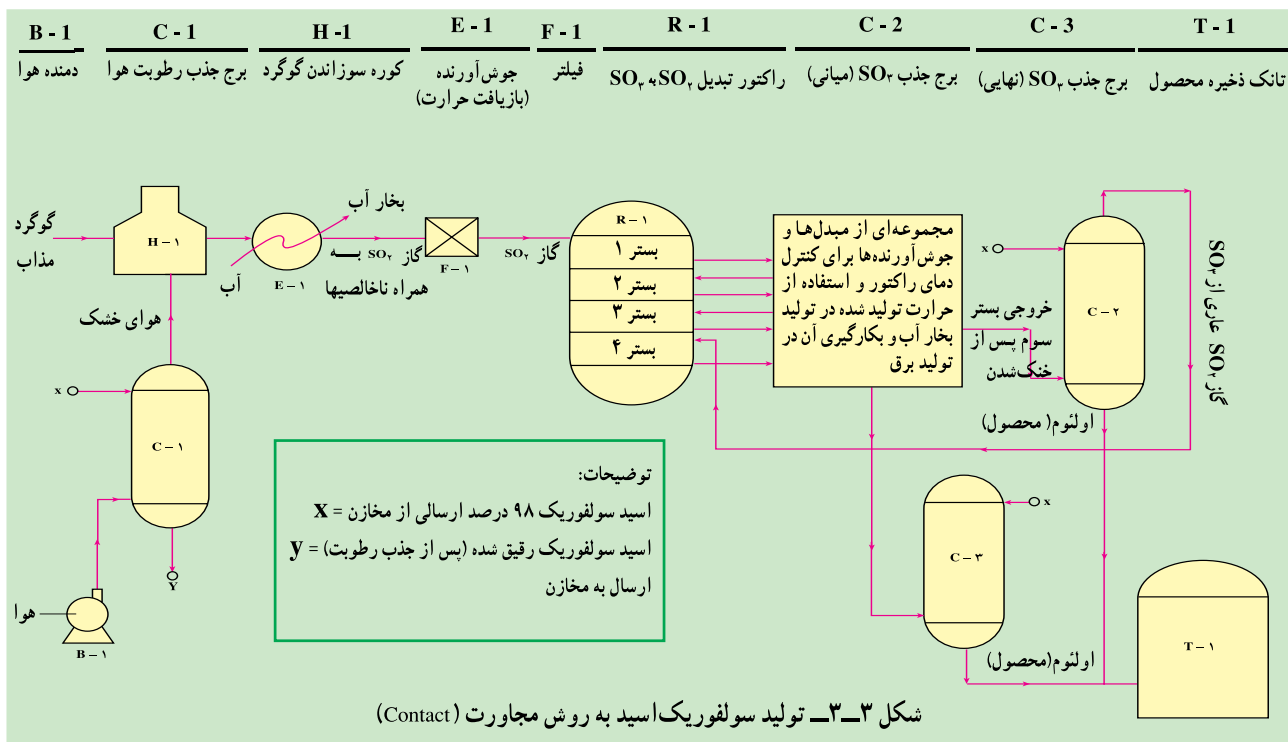 B - 1
C - 1
H -1
E - 1
F - 1
R - 1
C - 2
C - 3
T - 1
دمنده هوا
برج جذب رطوبت هوا
کوره سوزاندن گوگرد
جوش‌آورنده
(بازیافت حرارت)
فیلتر
راکتور تبدیل SO₂ به SO₃
برج جذب SO₃ (میانی)
برج جذب SO₃ (نهایی)
تانک ذخیره محصول
گوگرد
مذاب
H – ۱
بخار آب
آب
E – ۱
گاز SO₂ بـــه
همراه ناخالصیها
F – ۱
گاز SO₂
R – ۱
بستر ۱
بستر ۲
بستر ۳
بستر ۴
مجموعه‌ای از مبدل‌ها و
جوش‌آورنده‌ها برای کنترل
دمای راکتور و استفاده از
حرارت تولید شده در تولید
بخار آب و بکارگیری آن در
تولید برق
خروجی بستر
سوم پس از
خنک‌شدن
x
C – ۲
گاز SO₂ عاری از SO₃
اولئوم( محصول)
هوای خشک
x
C – ۱
Y
هوا
B – ۱
توضیحات:
اسید سولفوریک ۹۸ درصد ارسالی از مخازن = x
اسید سولفوریک رقیق شده (پس از جذب رطوبت) = y
ارسال به مخازن
x
C – ۳
اولئوم(محصول)
T – ۱
شکل ۳ــ۳ــ تولید سولفوریک‌اسید به روش مجاورت (Contact)